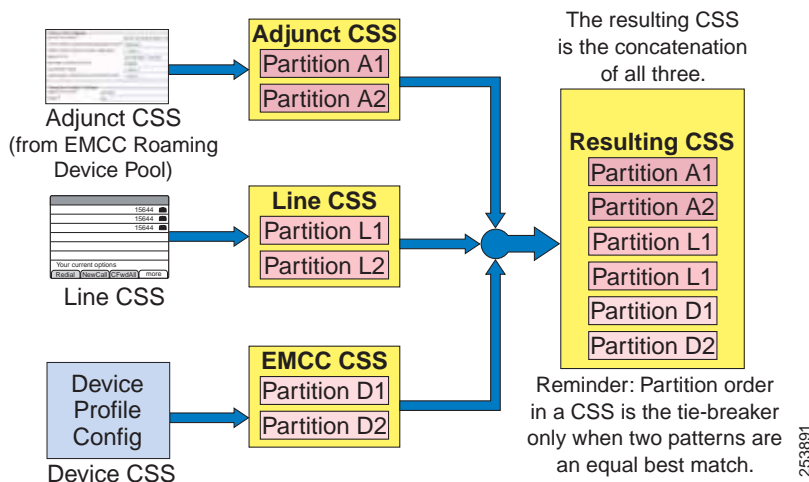 Adjunct CSS
(from EMCC Roaming
Device Pool)
Adjunct CSS
Partition A1
Partition A2
15644
15644
15644
Your current options
Redial NewCall CFwdAll more
Line CSS
Line CSS
Partition L1
Partition L2
Device
Profile
Config
Device CSS
EMCC CSS
Partition D1
Partition D2
The resulting CSS
is the concatenation
of all three.
Resulting CSS
Partition A1
Partition A2
Partition L1
Partition L1
Partition D1
Partition D2
Reminder: Partition order
in a CSS is the tie-breaker
only when two patterns are
an equal best match.
253891